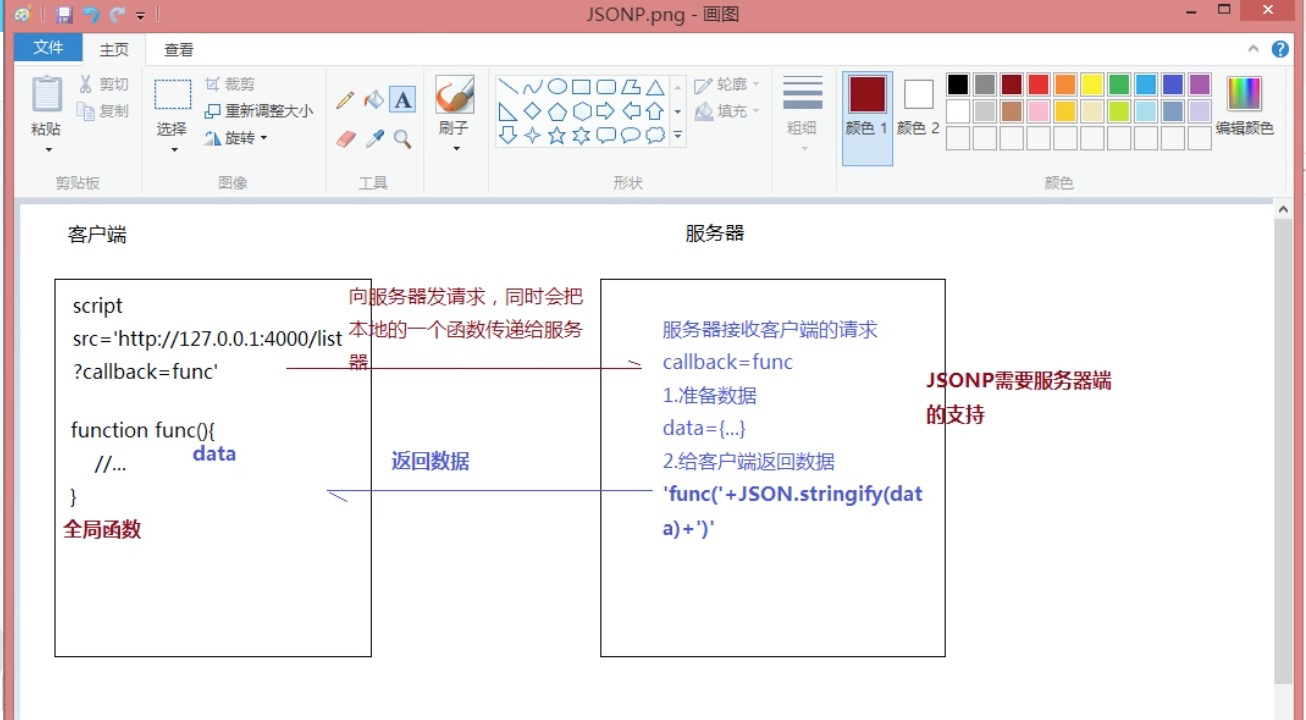 JSONP.png - 画图
文件 主页 查看
粘贴
剪切
复制
剪贴板
选择
裁剪
重新调整大小
旋转
图像
A
工具
刷子
轮廓
填充
形状
粗细
颜色 1
颜色 2
编辑颜色
颜色
客户端
script
src='http://127.0.0.1:4000/list
?callback=func'
function func(){
//...
}
data
全局函数
向服务器发请求，同时会把
本地的一个函数传递给服务
器
返回数据
服务器
服务器接收客户端的请求
callback=func
1.准备数据
data={...}
2.给客户端返回数据
'func('+JSON.stringify(dat
a)+')'
JSONP需要服务器端
的支持